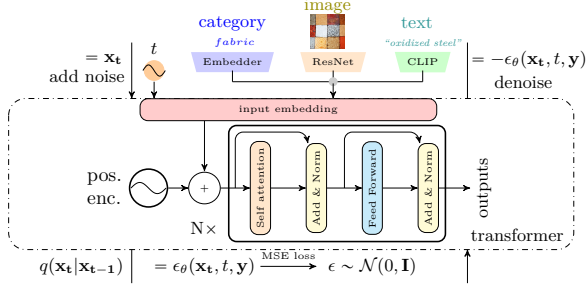 category
image
text
fabric
"oxidized steel"
= x_t
t
Embedder
ResNet
CLIP
= −ϵ_θ(x_t, t, y)
add noise
denoise
input embedding
pos.
enc.
+
Self attention
Add & Norm
Feed Forward
Add & Norm
outputs
N×
transformer
q(x_t|x_{t−1})
= ϵ_θ(x_t, t, y)
MSE loss
ϵ ∼ 𝒩(0, I)